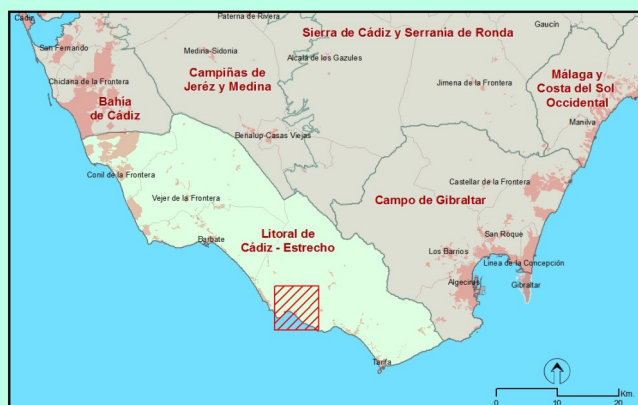 Cádiz
Paterna de Rivera
Gaucín
Sierra de Cádiz y Serrania de Ronda
San Fernando
Medina-Sidonia
Alcalá de los Gazules
Campiñas de
Jeréz y Medina
Málaga y
Costa del Sol
Occidental
Chiclana de la Frontera
Jimena de la Frontera
Bahía
de Cádiz
Manilva
Benalup-Casas Viejas
Conil de la Frontera
Castellar de la Frontera
Vejer de la Frontera
Campo de Gibraltar
Litoral de
Cádiz - Estrecho
San Roque
Barbate
Los Barrios
Linea de la Concepción
Algeciras
Gibraltar
Tarifa
0 10 20
Km.